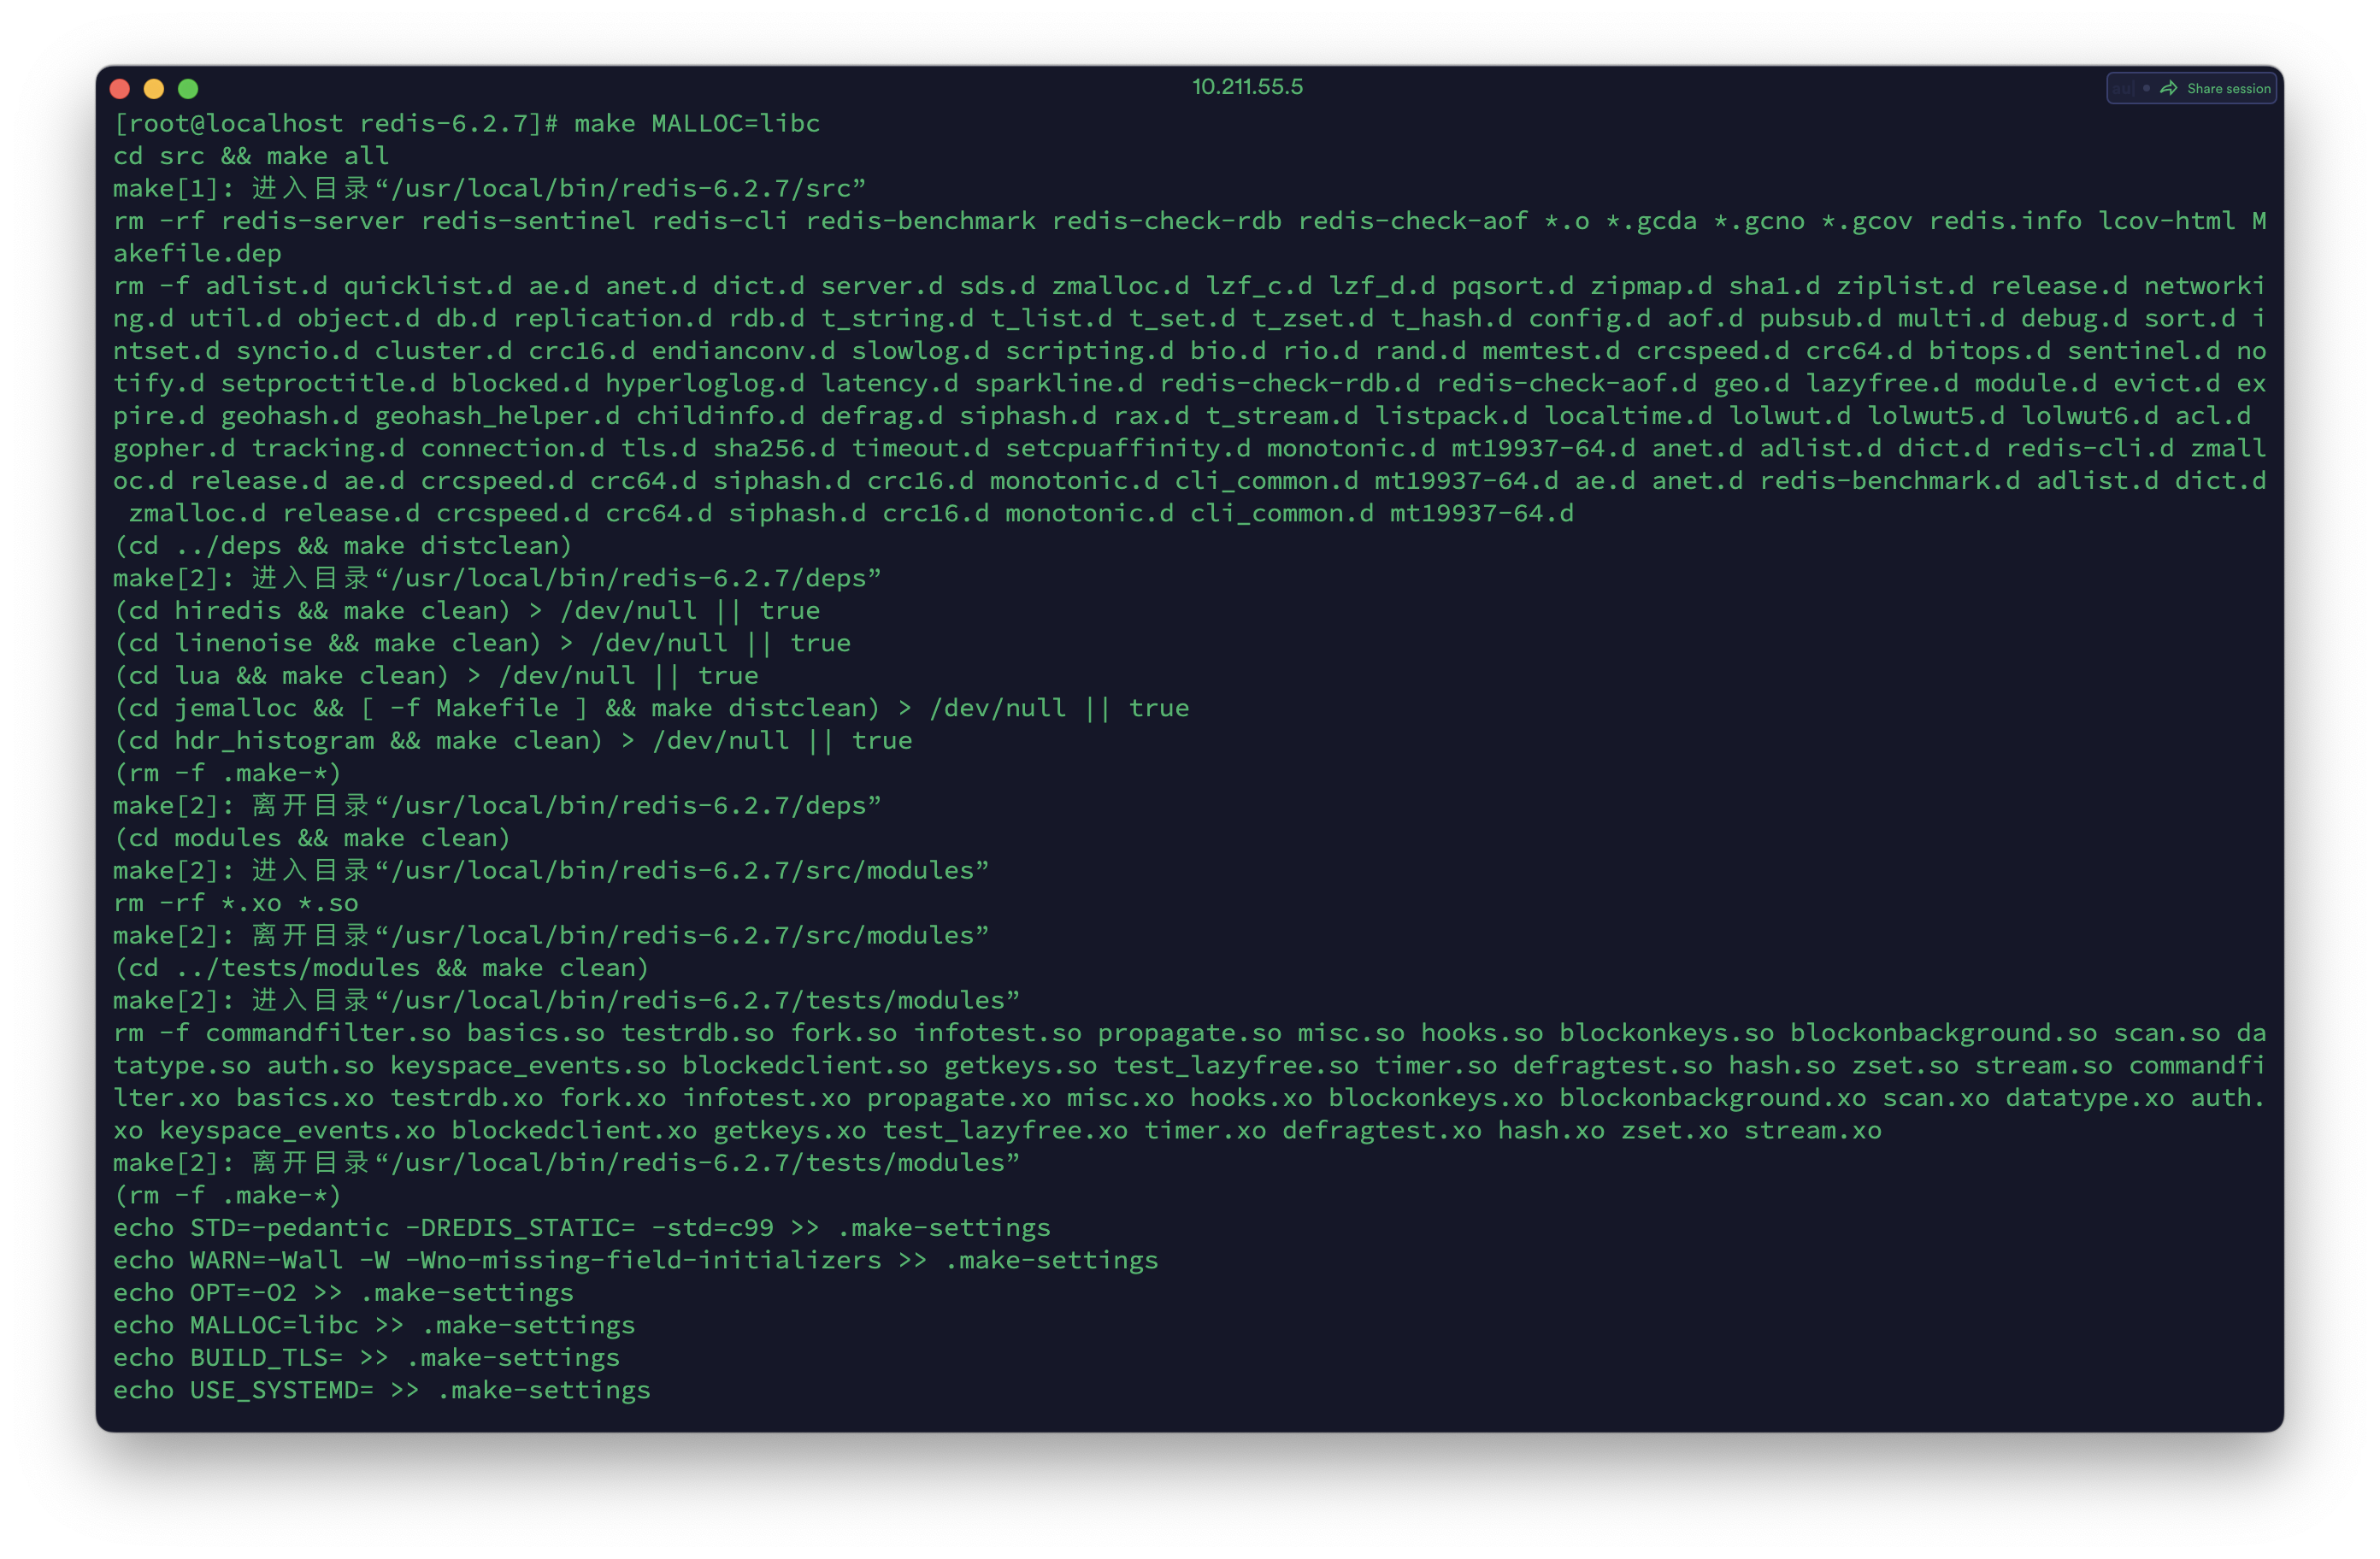 10.211.55.5
Share session
[root@localhost redis-6.2.7]# make MALLOC=libc
cd src && make all
make[1]: 进入目录“/usr/local/bin/redis-6.2.7/src”
rm -rf redis-server redis-sentinel redis-cli redis-benchmark redis-check-rdb redis-check-aof *.o *.gcda *.gcno *.gcov redis.info lcov-html M
akefile.dep
rm -f adlist.d quicklist.d ae.d anet.d dict.d server.d sds.d zmalloc.d lzf_c.d lzf_d.d pqsort.d zipmap.d sha1.d ziplist.d release.d networki
ng.d util.d object.d db.d replication.d rdb.d t_string.d t_list.d t_set.d t_zset.d t_hash.d config.d aof.d pubsub.d multi.d debug.d sort.d i
ntset.d syncio.d cluster.d crc16.d endianconv.d slowlog.d scripting.d bio.d rio.d rand.d memtest.d crcspeed.d crc64.d bitops.d sentinel.d no
tify.d setproctitle.d blocked.d hyperloglog.d latency.d sparkline.d redis-check-rdb.d redis-check-aof.d geo.d lazyfree.d module.d evict.d ex
pire.d geohash.d geohash_helper.d childinfo.d defrag.d siphash.d rax.d t_stream.d listpack.d localtime.d lolwut.d lolwut5.d lolwut6.d acl.d
gopher.d tracking.d connection.d tls.d sha256.d timeout.d setcpuaffinity.d monotonic.d mt19937-64.d anet.d adlist.d dict.d redis-cli.d zmall
oc.d release.d ae.d crcspeed.d crc64.d siphash.d crc16.d monotonic.d cli_common.d mt19937-64.d ae.d anet.d redis-benchmark.d adlist.d dict.d
 zmalloc.d release.d crcspeed.d crc64.d siphash.d crc16.d monotonic.d cli_common.d mt19937-64.d
(cd ../deps && make distclean)
make[2]: 进入目录“/usr/local/bin/redis-6.2.7/deps”
(cd hiredis && make clean) > /dev/null || true
(cd linenoise && make clean) > /dev/null || true
(cd lua && make clean) > /dev/null || true
(cd jemalloc && [ -f Makefile ] && make distclean) > /dev/null || true
(cd hdr_histogram && make clean) > /dev/null || true
(rm -f .make-*)
make[2]: 离开目录“/usr/local/bin/redis-6.2.7/deps”
(cd modules && make clean)
make[2]: 进入目录“/usr/local/bin/redis-6.2.7/src/modules”
rm -rf *.xo *.so
make[2]: 离开目录“/usr/local/bin/redis-6.2.7/src/modules”
(cd ../tests/modules && make clean)
make[2]: 进入目录“/usr/local/bin/redis-6.2.7/tests/modules”
rm -f commandfilter.so basics.so testrdb.so fork.so infotest.so propagate.so misc.so hooks.so blockonkeys.so blockonbackground.so scan.so da
tatype.so auth.so keyspace_events.so blockedclient.so getkeys.so test_lazyfree.so timer.so defragtest.so hash.so zset.so stream.so commandfi
lter.xo basics.xo testrdb.xo fork.xo infotest.xo propagate.xo misc.xo hooks.xo blockonkeys.xo blockonbackground.xo scan.xo datatype.xo auth.
xo keyspace_events.xo blockedclient.xo getkeys.xo test_lazyfree.xo timer.xo defragtest.xo hash.xo zset.xo stream.xo
make[2]: 离开目录“/usr/local/bin/redis-6.2.7/tests/modules”
(rm -f .make-*)
echo STD=-pedantic -DREDIS_STATIC= -std=c99 >> .make-settings
echo WARN=-Wall -W -Wno-missing-field-initializers >> .make-settings
echo OPT=-O2 >> .make-settings
echo MALLOC=libc >> .make-settings
echo BUILD_TLS= >> .make-settings
echo USE_SYSTEMD= >> .make-settings